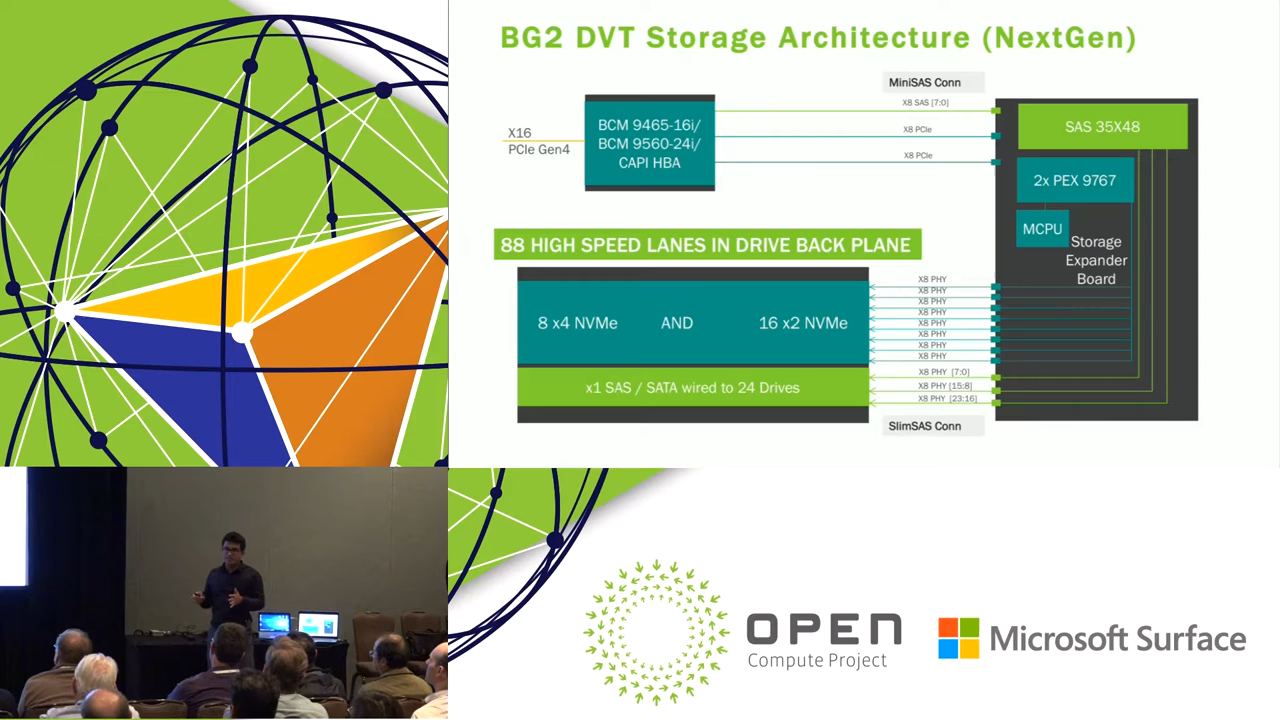 BG2 DVT Storage Architecture (NextGen)
MiniSAS Conn
X8 SAS [7:0]
X16
PCIe Gen4
BCM 9465-16i/
BCM 9560-24i/
CAPI HBA
X8 PCIe
X8 PCIe
SAS 35X48
2x PEX 9767
MCPU
Storage
Expander
Board
88 HIGH SPEED LANES IN DRIVE BACK PLANE
8 x4 NVMe AND 16 x2 NVMe
X8 PHY
X8 PHY
X8 PHY
X8 PHY
X8 PHY
X8 PHY
X8 PHY
X8 PHY
x1 SAS / SATA wired to 24 Drives
X8 PHY [7:0]
X8 PHY [15:8]
X8 PHY [23:16]
SlimSAS Conn
OPEN
Compute Project
Microsoft Surface